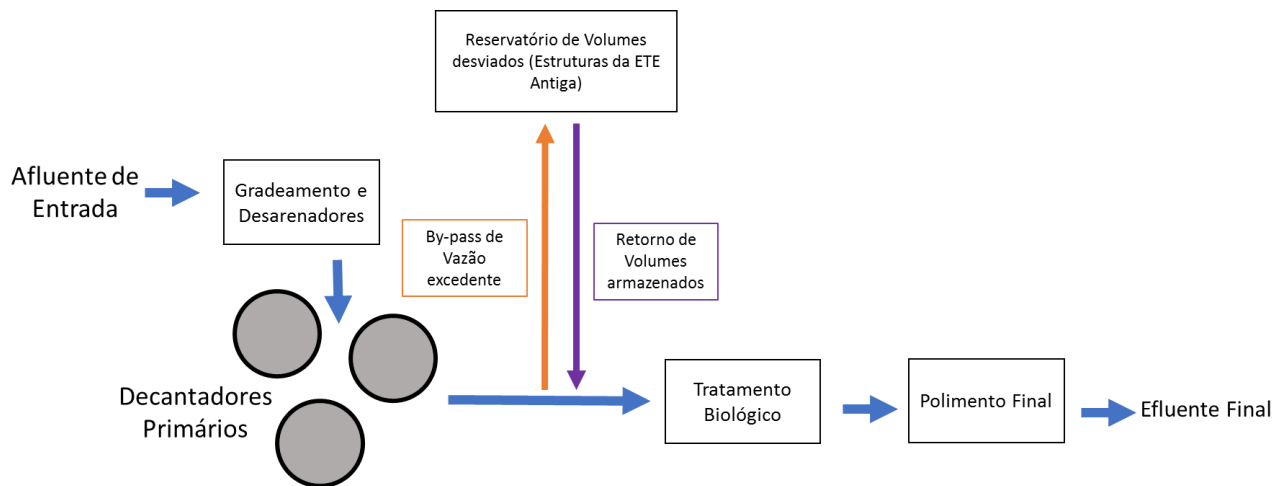 Reservatório de Volumes
desviados (Estruturas da ETE
Antiga)
Afluente de
Entrada
Gradeamento e
Desarenadores
By-pass de
Vazão
excedente
Retorno de
Volumes
armazenados
Decantadores
Primários
Tratamento
Biológico
Polimento Final
Efluente Final